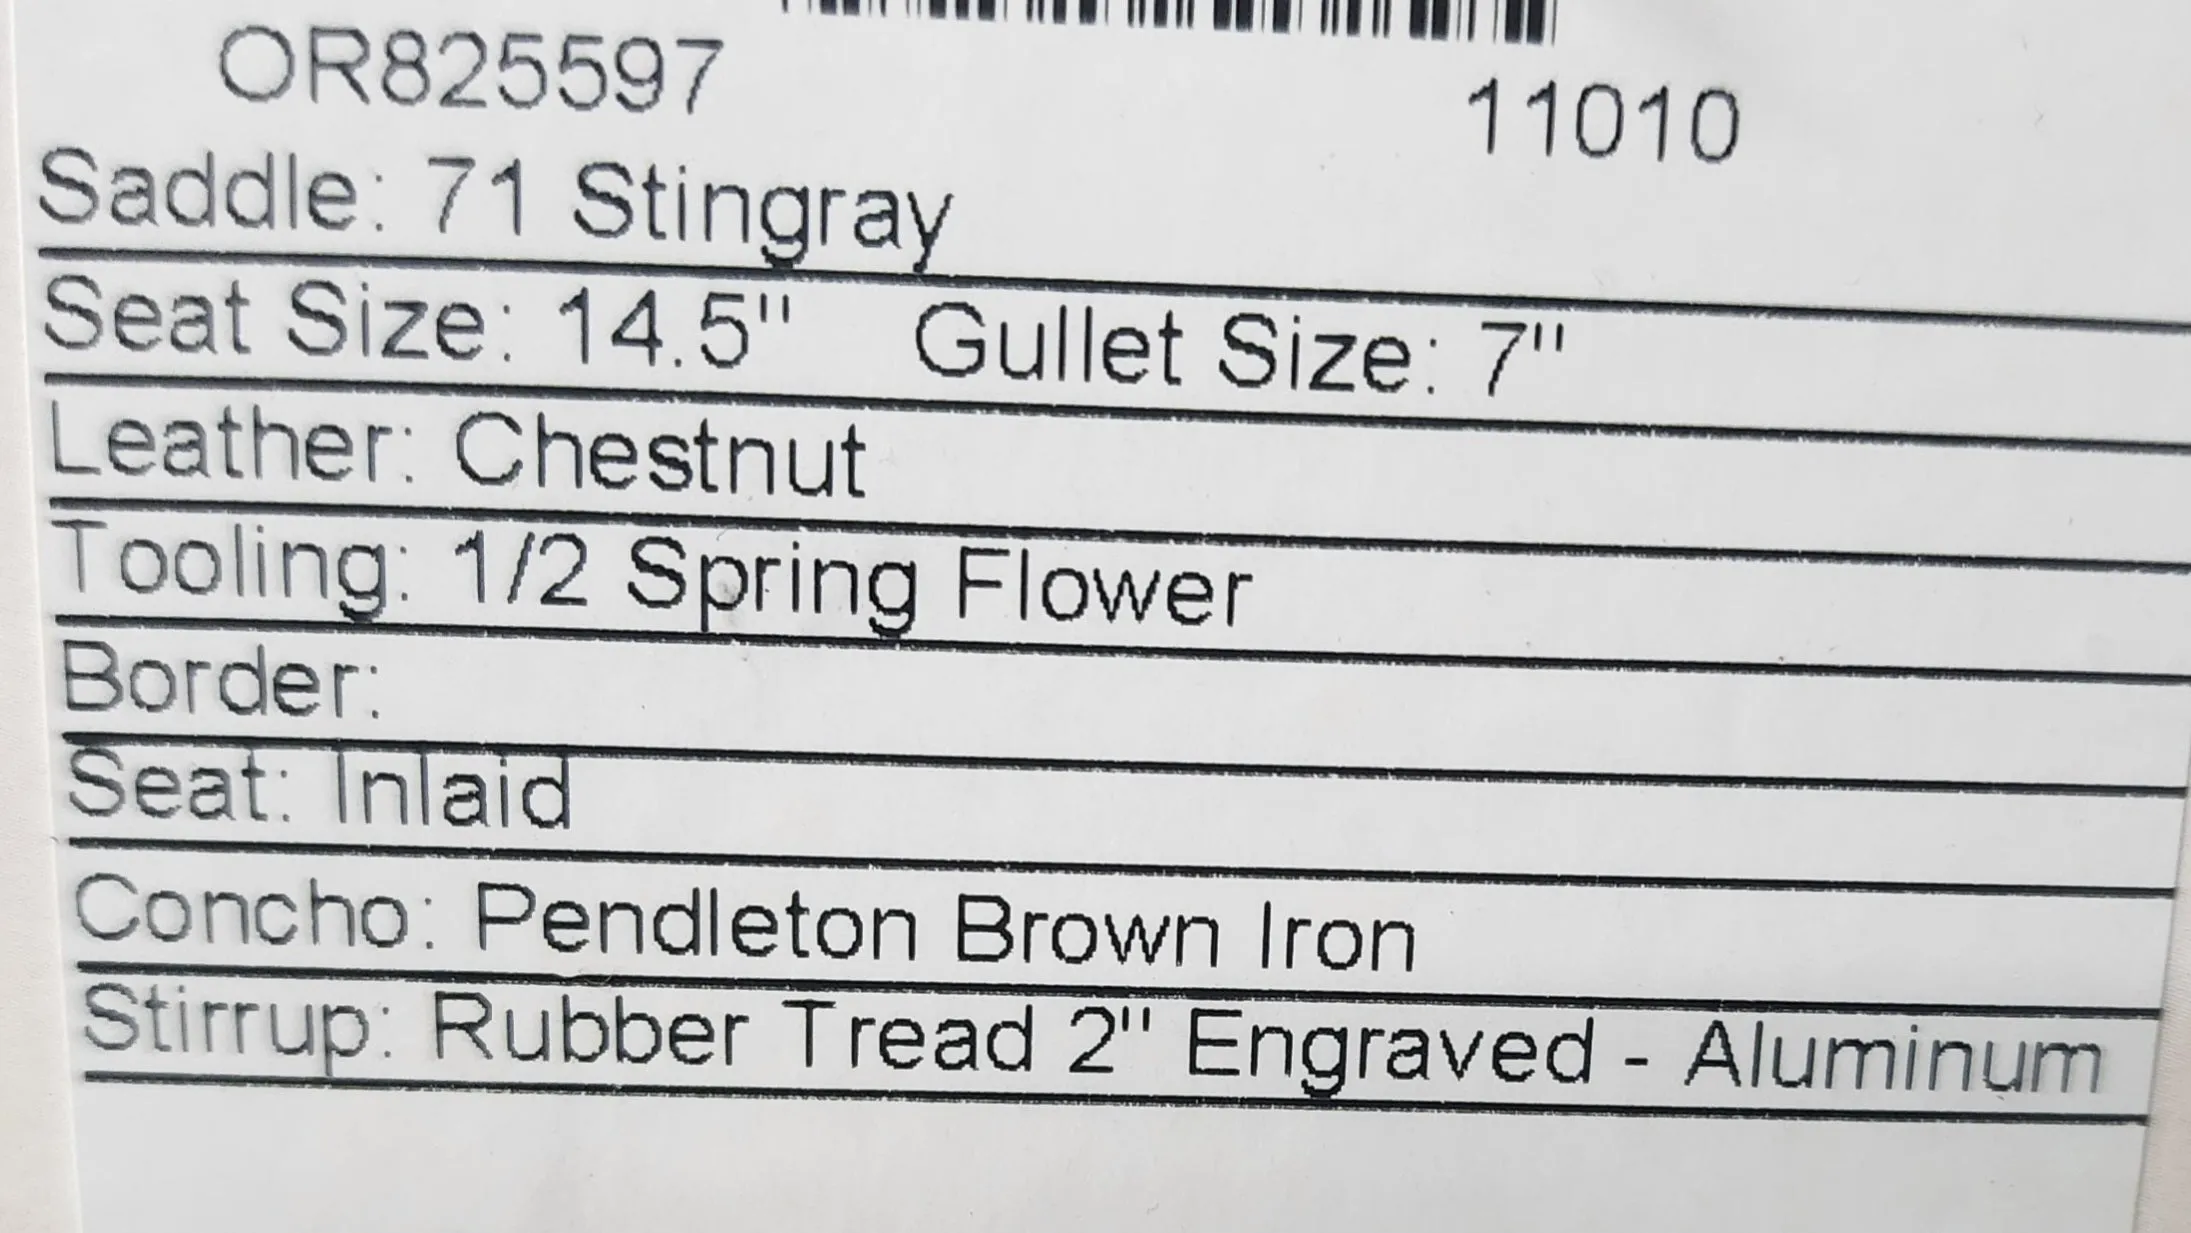 OR825597 11010
Saddle: 71 Stingray
Seat Size: 14.5" Gullet Size: 7"
Leather: Chestnut
Tooling: 1/2 Spring Flower
Border:
Seat: Inlaid
Concho: Pendleton Brown Iron
Stirrup: Rubber Tread 2" Engraved - Aluminum